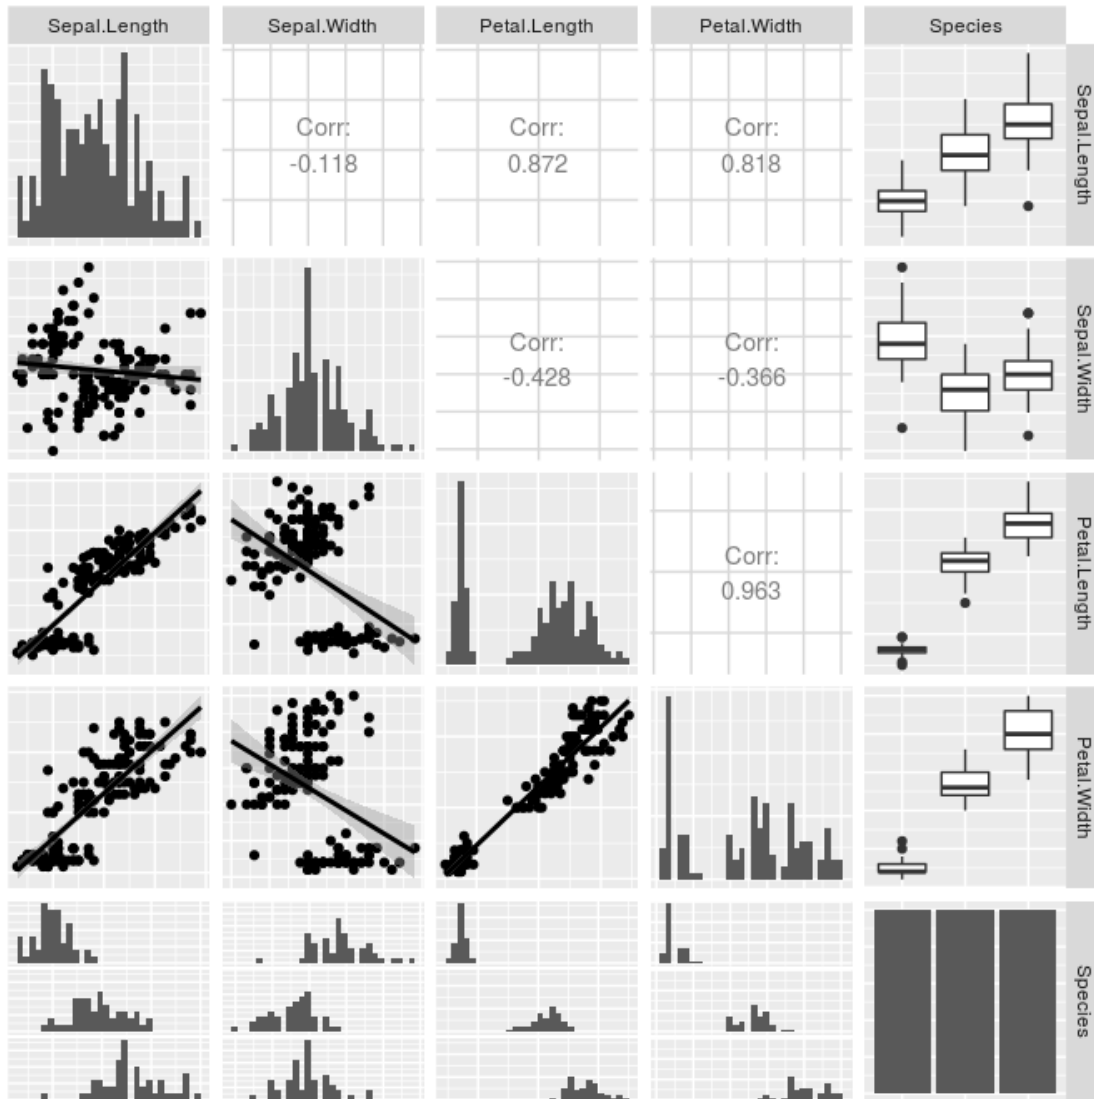 Sepal.Length
Sepal.Width
Petal.Length
Petal.Width
Species
Corr:
-0.118
Corr:
0.872
Corr:
0.818
Sepal.Length
Corr:
-0.428
Corr:
-0.366
Sepal.Width
Corr:
0.963
Petal.Length
Petal.Width
Species